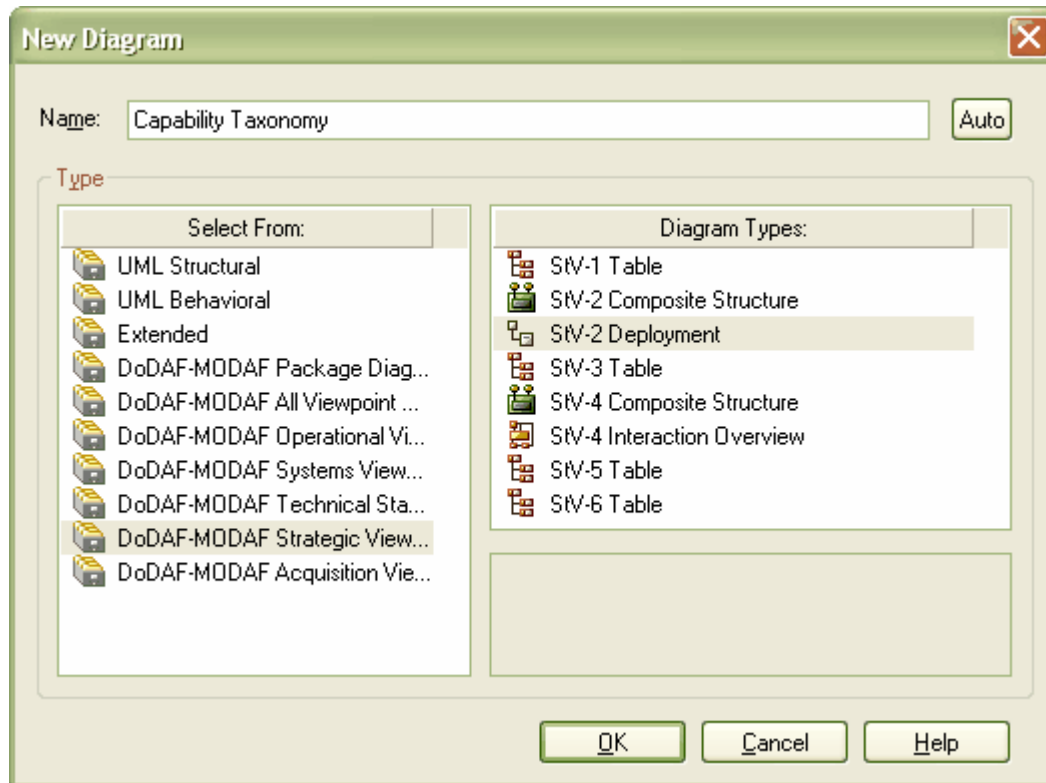 New Diagram
Name: Capability Taxonomy Auto
Type
Select From:
UML Structural
UML Behavioral
Extended
DoDAF-MODAF Package Diag...
DoDAF-MODAF All Viewpoint ...
DoDAF-MODAF Operational Vi...
DoDAF-MODAF Systems View...
DoDAF-MODAF Technical Sta...
DoDAF-MODAF Strategic View...
DoDAF-MODAF Acquisition Vie...
Diagram Types:
StV-1 Table
StV-2 Composite Structure
StV-2 Deployment
StV-3 Table
StV-4 Composite Structure
StV-4 Interaction Overview
StV-5 Table
StV-6 Table
OK Cancel Help